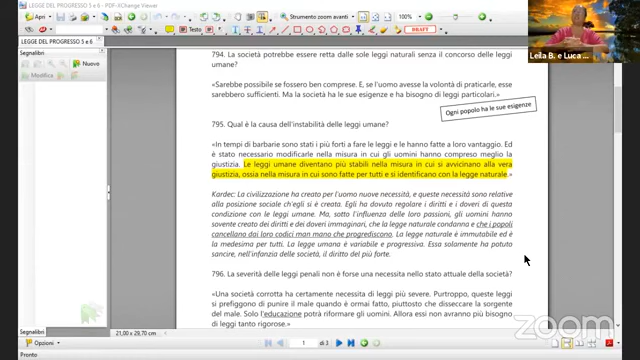 LEGGE DEL PROGRESSO 5 e 6 - PDF-XChange Viewer
Apri...
Strumento zoom avanti
100%
Testo
DRAFT
LEGGE DEL PROGRESSO 5 e 6
Segnalibri
Nuovo
Modifica
794. La società potrebbe essere retta dalle sole leggi naturali senza il concorso delle leggi
umane?
«Sarebbe possibile se fossero ben comprese. E, se l'uomo avesse la volontà di praticarle, esse
sarebbero sufficienti. Ma la società ha le sue esigenze e ha bisogno di leggi particolari.»
Ogni popolo ha le sue esigenze
795. Qual è la causa dell'instabilità delle leggi umane?
«In tempi di barbarie sono stati i più forti a fare le leggi e le hanno fatte a loro vantaggio. Ed
è stato necessario modificarle nella misura in cui gli uomini hanno compreso meglio la
giustizia. Le leggi umane diventano più stabili nella misura in cui si avvicinano alla vera
giustizia, ossia nella misura in cui sono fatte per tutti e si identificano con la legge naturale.»
Kardec: La civilizzazione ha creato per l'uomo nuove necessità, e queste necessità sono relative
alla posizione sociale ch'egli si è creata. Egli ha dovuto regolare i diritti e i doveri di questa
condizione con le leggi umane. Ma, sotto l'influenza delle loro passioni, gli uomini hanno
sovente creato dei diritti e dei doveri immaginari, che la legge naturale condanna e che i popoli
cancellano dai loro codici man mano che progrediscono. La legge naturale è immutabile ed è
la medesima per tutti. La legge umana è variabile e progressiva. Essa solamente ha potuto
sancire, nell'infanzia delle società, il diritto del più forte.
796. La severità delle leggi penali non è forse una necessità nello stato attuale della società?
«Una società corrotta ha certamente necessità di leggi più severe. Purtroppo, queste leggi
si prefiggono di punire il male quando è ormai fatto, piuttosto che disseccare la sorgente
del male. Solo l'educazione potrà riformare gli uomini. Allora essi non avranno più bisogno
di leggi tanto rigorose.»
21,00 x 29,70 cm
Opzioni
1
di 3
Pronto
Leila B. e Luca
zoom